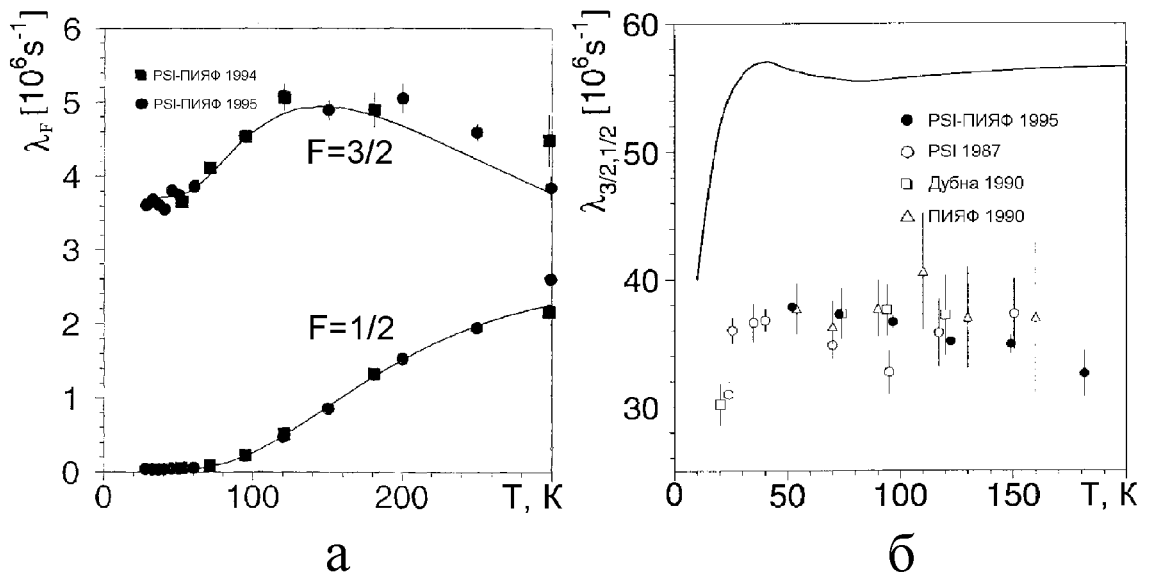 λF [10⁶s⁻¹]
6
5
4
3
2
1
0
PSI-ПИЯФ 1994
PSI-ПИЯФ 1995
F=3/2
F=1/2
0
100
200
T, К
а
λ3/2,1/2 [10⁶s⁻¹]
60
50
40
30
PSI-ПИЯФ 1995
PSI 1987
Дубна 1990
ПИЯФ 1990
0
50
100
150
T, К
б